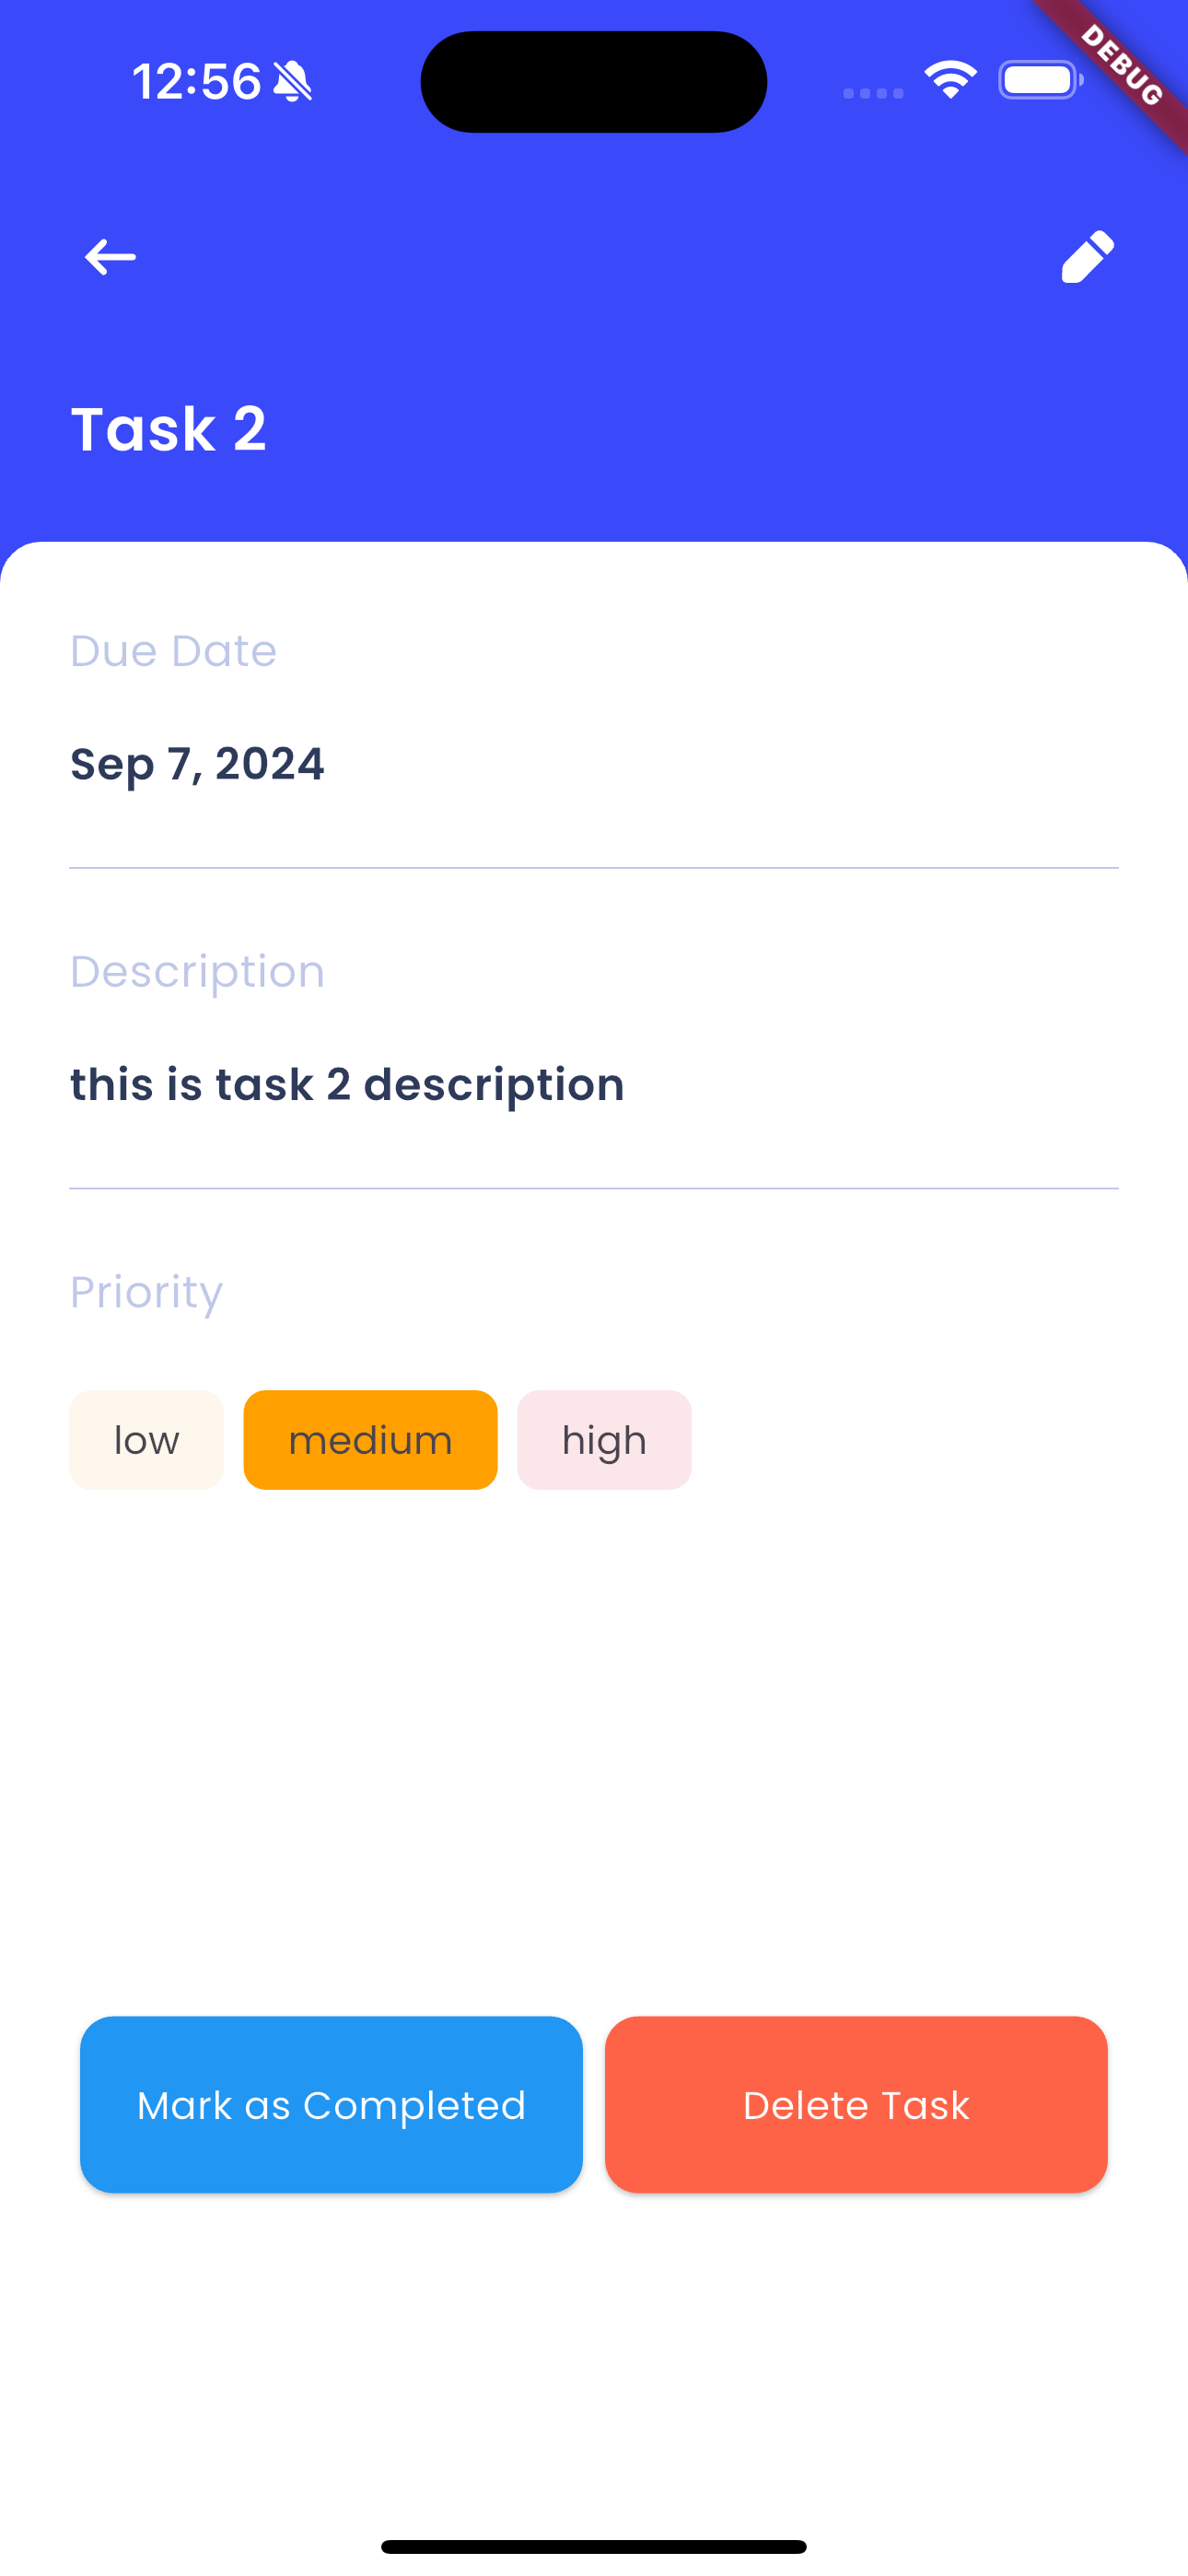 12:56
DEBUG
Task 2
Due Date
Sep 7, 2024
Description
this is task 2 description
Priority
low medium high
Mark as Completed Delete Task